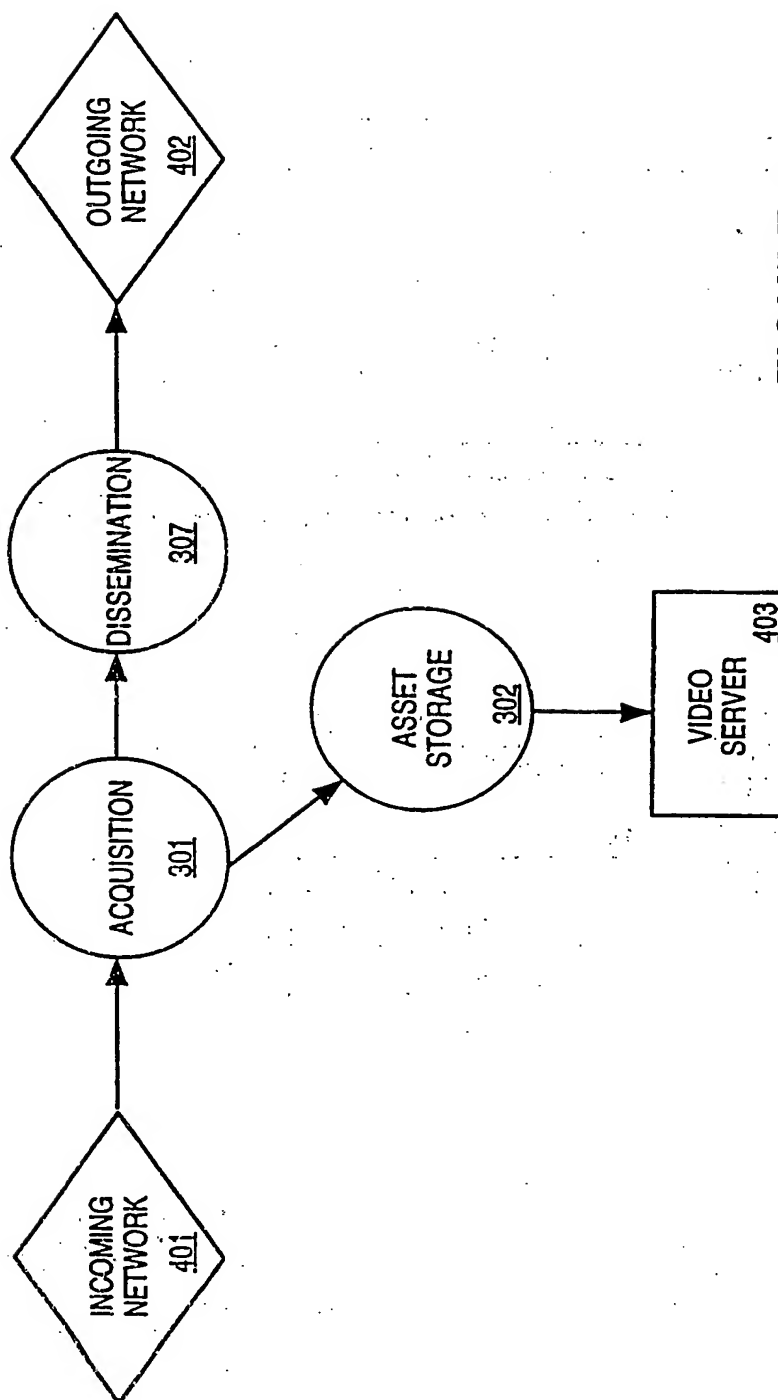 INCOMING
NETWORK
401
ACQUISITION
301
DISSEMINATION
307
OUTGOING
NETWORK
402
ASSET
STORAGE
302
VIDEO
SERVER
403